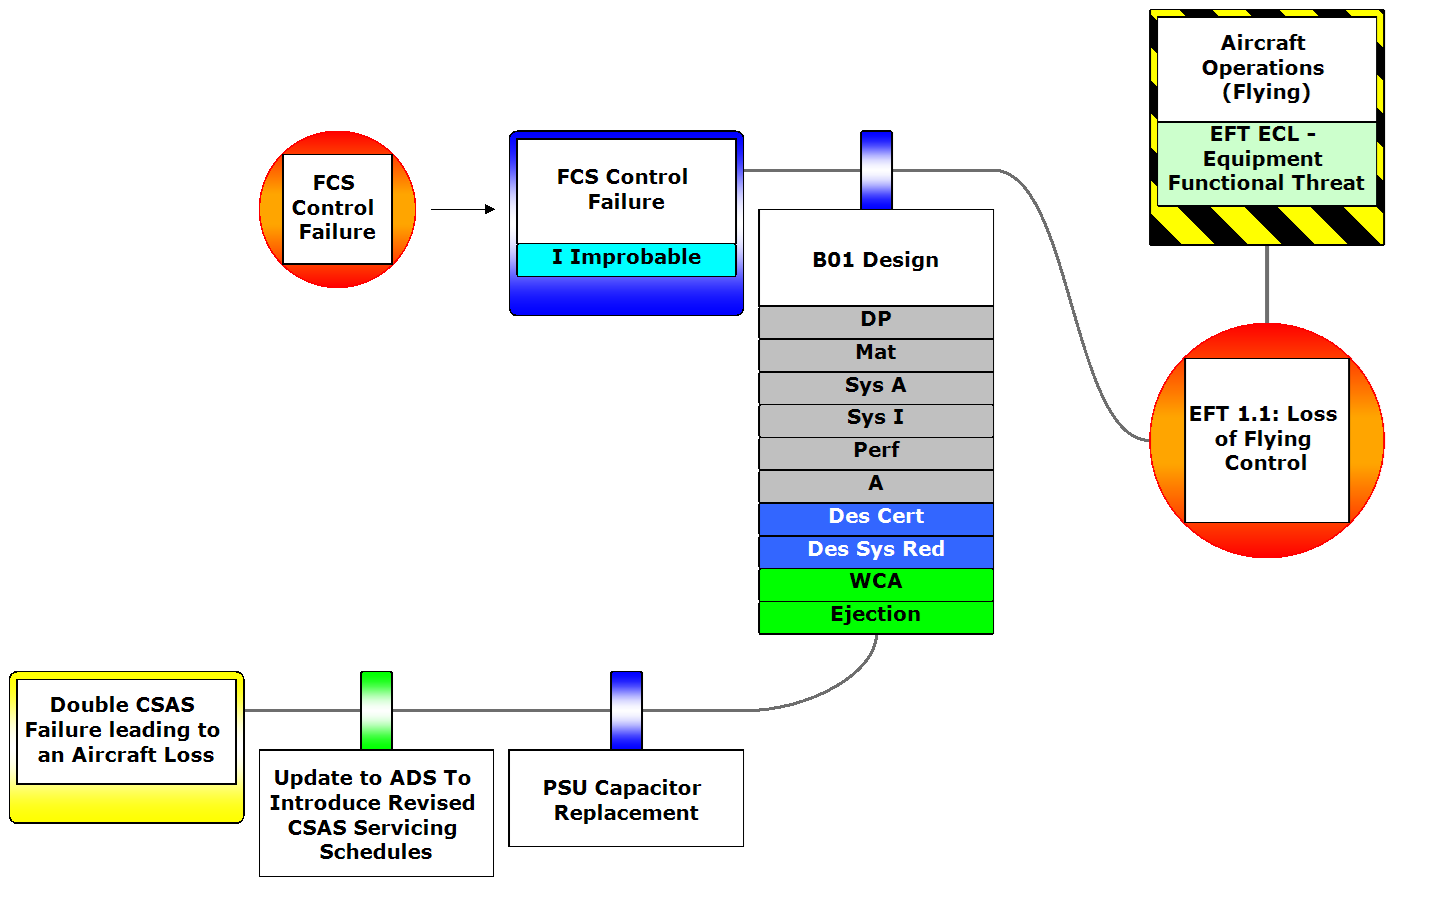 Aircraft
Operations
(Flying)
EFT ECL -
Equipment
Functional Threat
FCS
Control
Failure
FCS Control
Failure
I Improbable
B01 Design
DP
Mat
Sys A
Sys I
Perf
A
Des Cert
Des Sys Red
WCA
Ejection
EFT 1.1: Loss
of Flying
Control
Double CSAS
Failure leading to
an Aircraft Loss
Update to ADS To
Introduce Revised
CSAS Servicing
Schedules
PSU Capacitor
Replacement